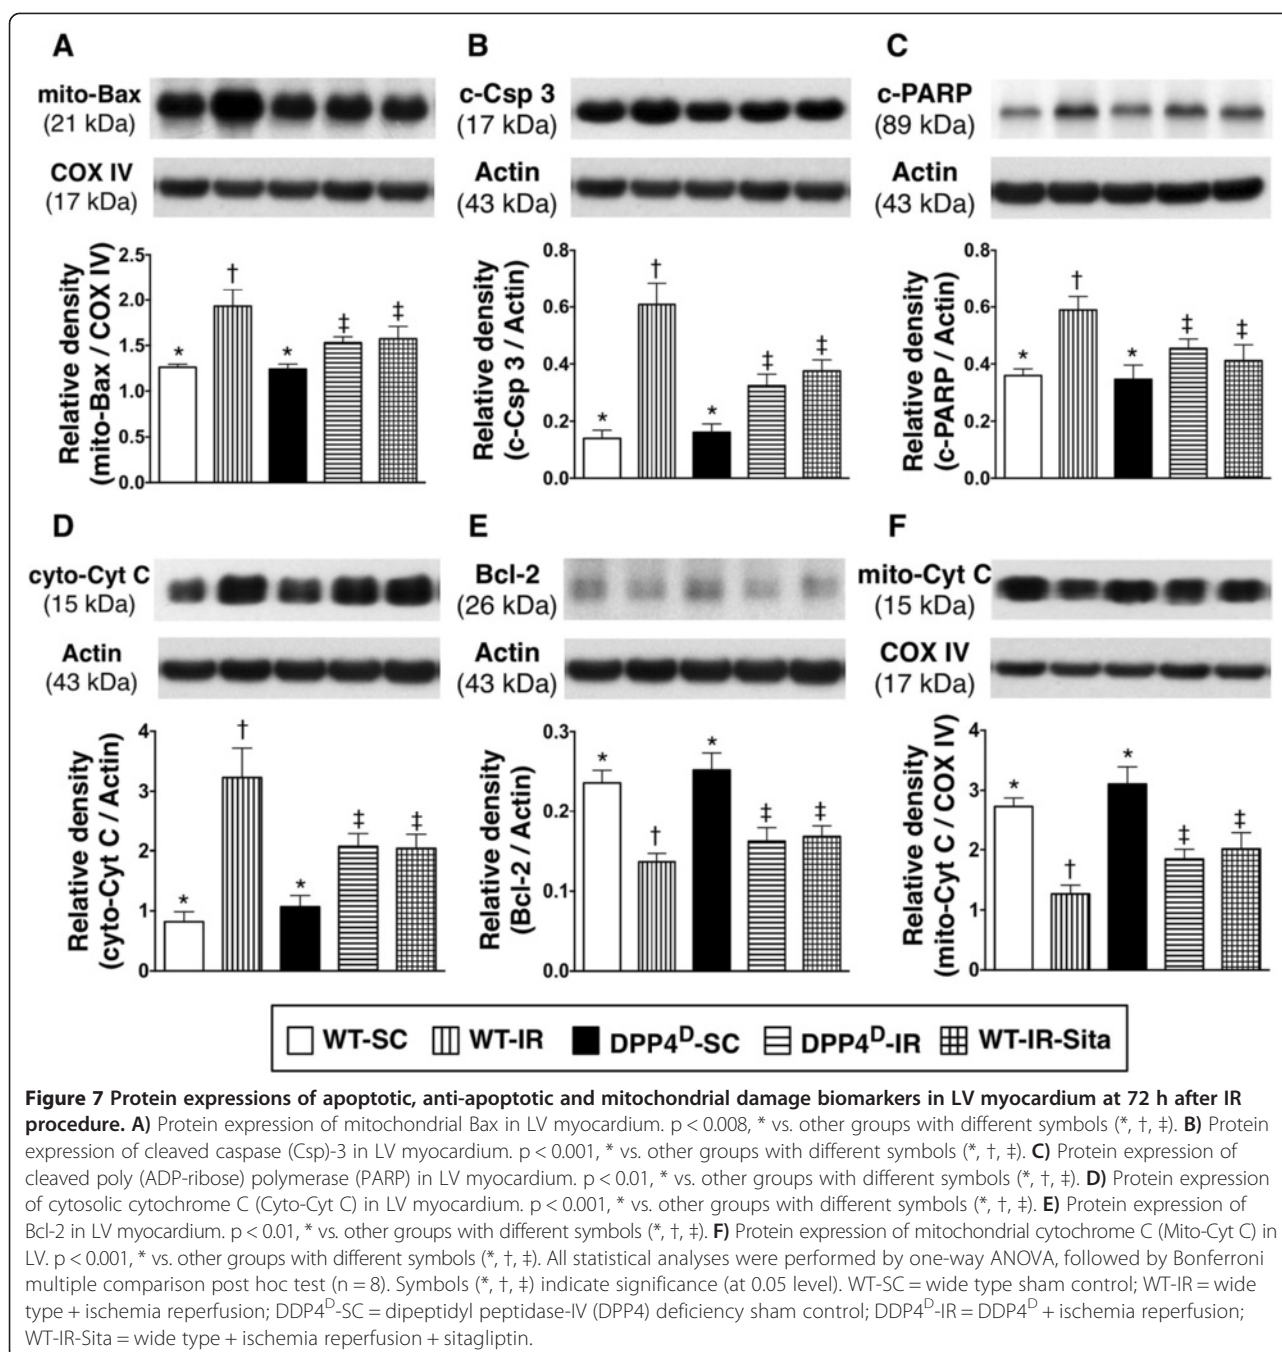 A
mito-Bax
(21 kDa)
COX IV
(17 kDa)
Relative density
(mito-Bax / COX IV)
2.5
2.0
1.5
1.0
0.5
0.0
*
†
*
‡
‡
B
c-Csp 3
(17 kDa)
Actin
(43 kDa)
Relative density
(c-Csp 3 / Actin)
0.8
0.6
0.4
0.2
0.0
*
†
*
‡
‡
C
c-PARP
(89 kDa)
Actin
(43 kDa)
Relative density
(c-PARP / Actin)
0.8
0.6
0.4
0.2
0.0
*
†
*
‡
‡
D
cyto-Cyt C
(15 kDa)
Actin
(43 kDa)
Relative density
(cyto-Cyt C / Actin)
4
3
2
1
0
*
†
*
‡
‡
E
Bcl-2
(26 kDa)
Actin
(43 kDa)
Relative density
(Bcl-2 / Actin)
0.3
0.2
0.1
0.0
*
†
*
‡
‡
F
mito-Cyt C
(15 kDa)
COX IV
(17 kDa)
Relative density
(mito-Cyt C / COX IV)
4
3
2
1
0
*
†
*
‡
‡
WT-SC WT-IR DPP4ᴰ-SC DPP4ᴰ-IR WT-IR-Sita
Figure 7 Protein expressions of apoptotic, anti-apoptotic and mitochondrial damage biomarkers in LV myocardium at 72 h after IR
procedure. A) Protein expression of mitochondrial Bax in LV myocardium. p < 0.008, * vs. other groups with different symbols (*, †, ‡). B) Protein
expression of cleaved caspase (Csp)-3 in LV myocardium. p < 0.001, * vs. other groups with different symbols (*, †, ‡). C) Protein expression of
cleaved poly (ADP-ribose) polymerase (PARP) in LV myocardium. p < 0.01, * vs. other groups with different symbols (*, †, ‡). D) Protein expression
of cytosolic cytochrome C (Cyto-Cyt C) in LV myocardium. p < 0.001, * vs. other groups with different symbols (*, †, ‡). E) Protein expression of
Bcl-2 in LV myocardium. p < 0.01, * vs. other groups with different symbols (*, †, ‡). F) Protein expression of mitochondrial cytochrome C (Mito-Cyt C) in
LV. p < 0.001, * vs. other groups with different symbols (*, †, ‡). All statistical analyses were performed by one-way ANOVA, followed by Bonferroni
multiple comparison post hoc test (n = 8). Symbols (*, †, ‡) indicate significance (at 0.05 level). WT-SC = wide type sham control; WT-IR = wide
type + ischemia reperfusion; DDP4ᴰ-SC = dipeptidyl peptidase-IV (DPP4) deficiency sham control; DDP4ᴰ-IR = DDP4ᴰ + ischemia reperfusion;
WT-IR-Sita = wide type + ischemia reperfusion + sitagliptin.